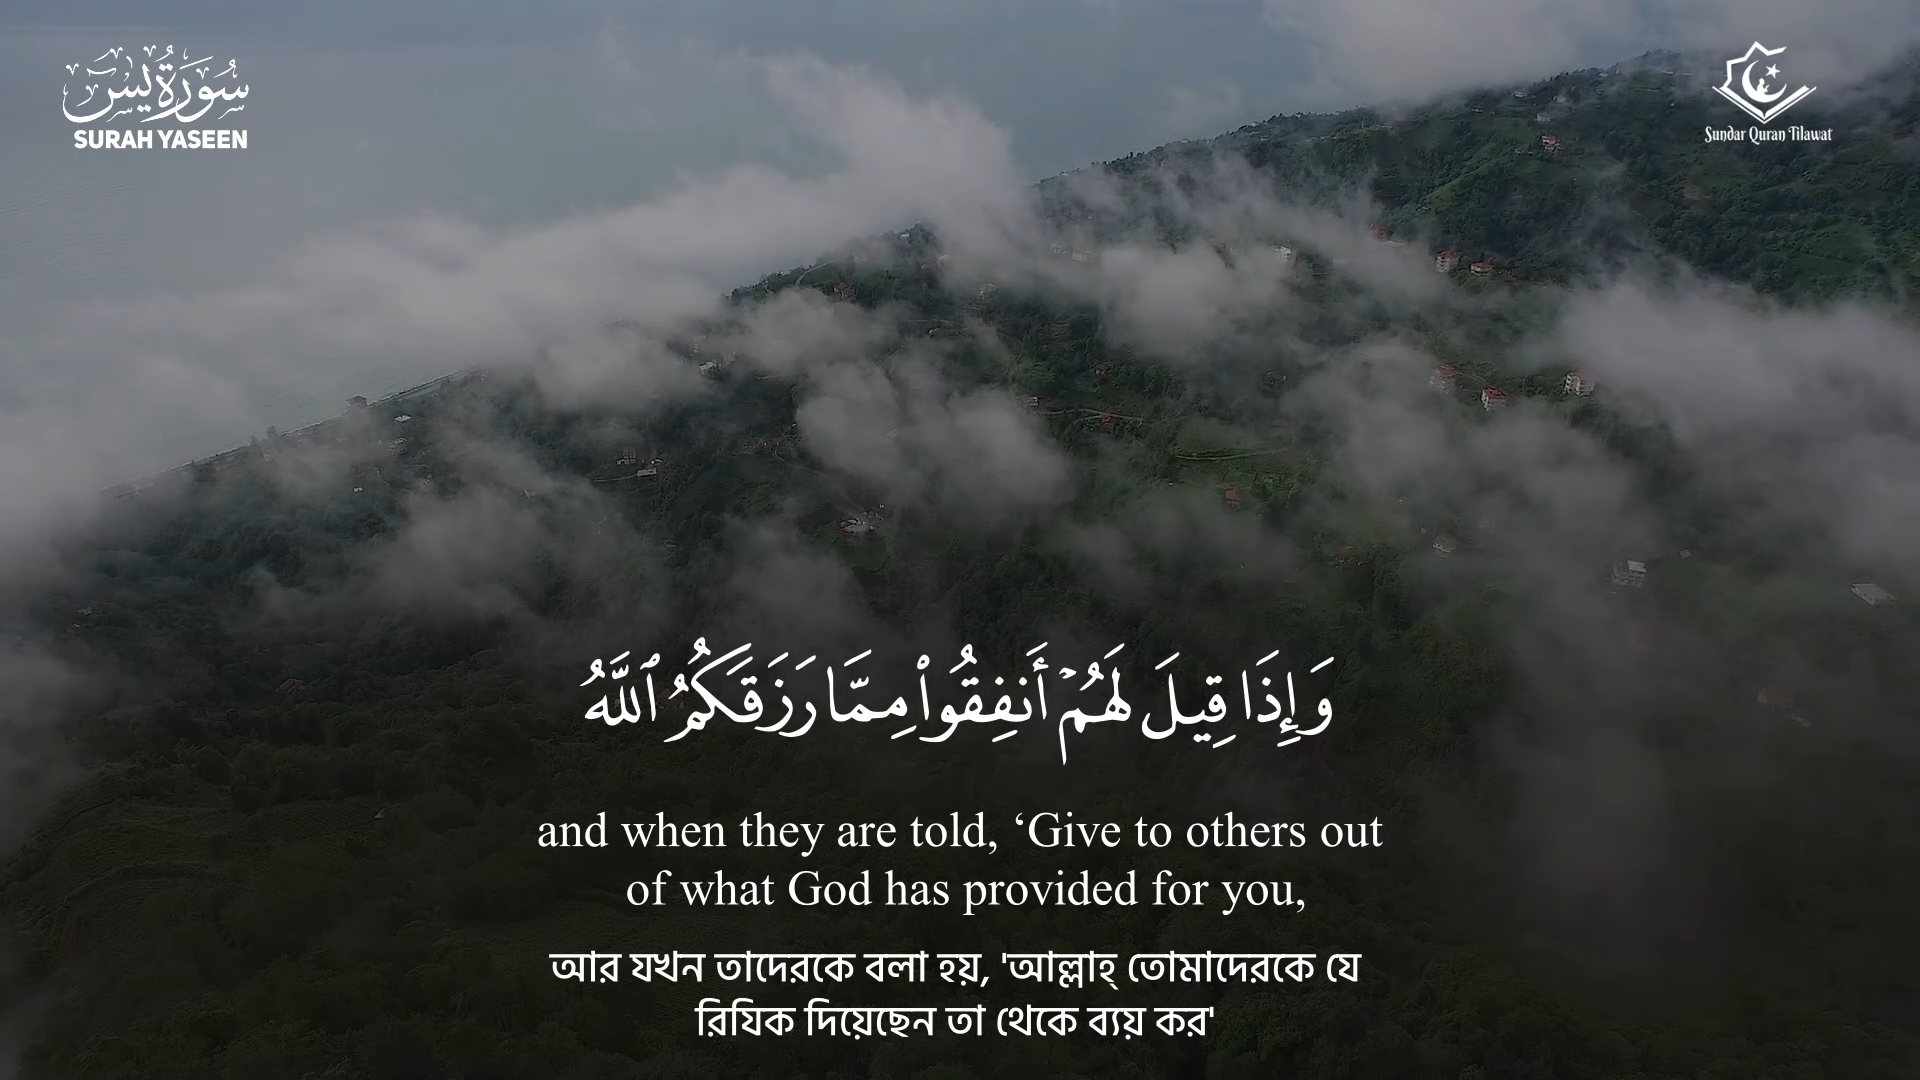 سُورَةُ يٰسٓ
SURAH YASEEN
Sundar Quran Tilawat
وَإِذَا قِيلَ لَهُمْ أَنفِقُوا۟ مِمَّا رَزَقَكُمُ ٱللَّهُ
and when they are told, ‘Give to others out
of what God has provided for you,
আর যখন তাদেরকে বলা হয়, 'আল্লাহ্ তোমাদেরকে যে
রিযিক দিয়েছেন তা থেকে ব্যয় কর'